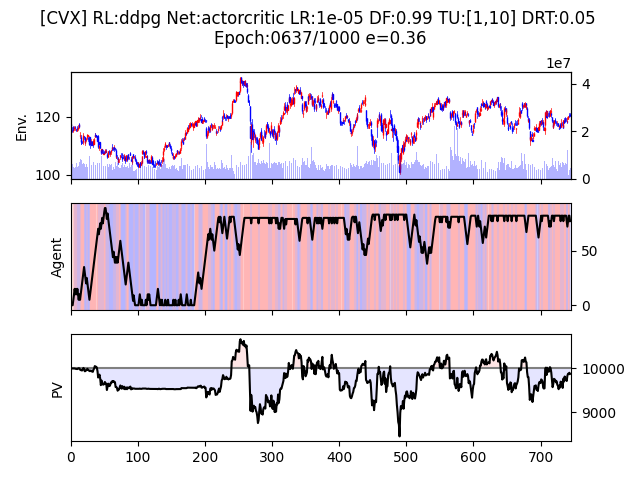 [CVX] RL:ddpg Net:actorcritic LR:1e-05 DF:0.99 TU:[1,10] DRT:0.05
Epoch:0637/1000 e=0.36
1e7
Env.
120
100
4
2
0
Agent
50
0
PV
10000
9000
0 100 200 300 400 500 600 700